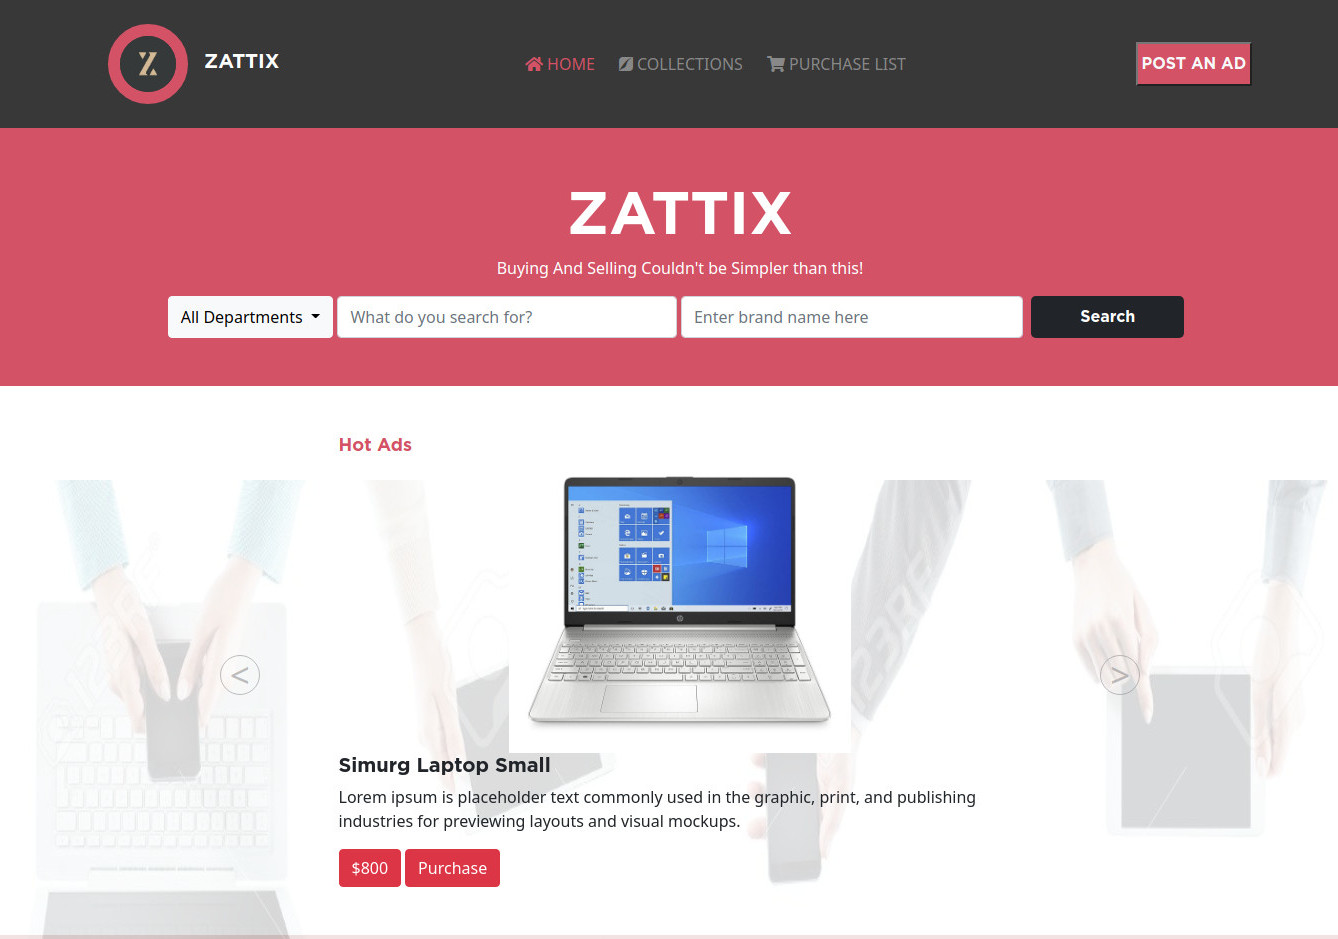 ZATTIX
HOME
COLLECTIONS
PURCHASE LIST
POST AN AD
ZATTIX
Buying And Selling Couldn't be Simpler than this!
All Departments
What do you search for?
Enter brand name here
Search
Hot Ads
<
>
Simurg Laptop Small
Lorem ipsum is placeholder text commonly used in the graphic, print, and publishing
industries for previewing layouts and visual mockups.
$800
Purchase